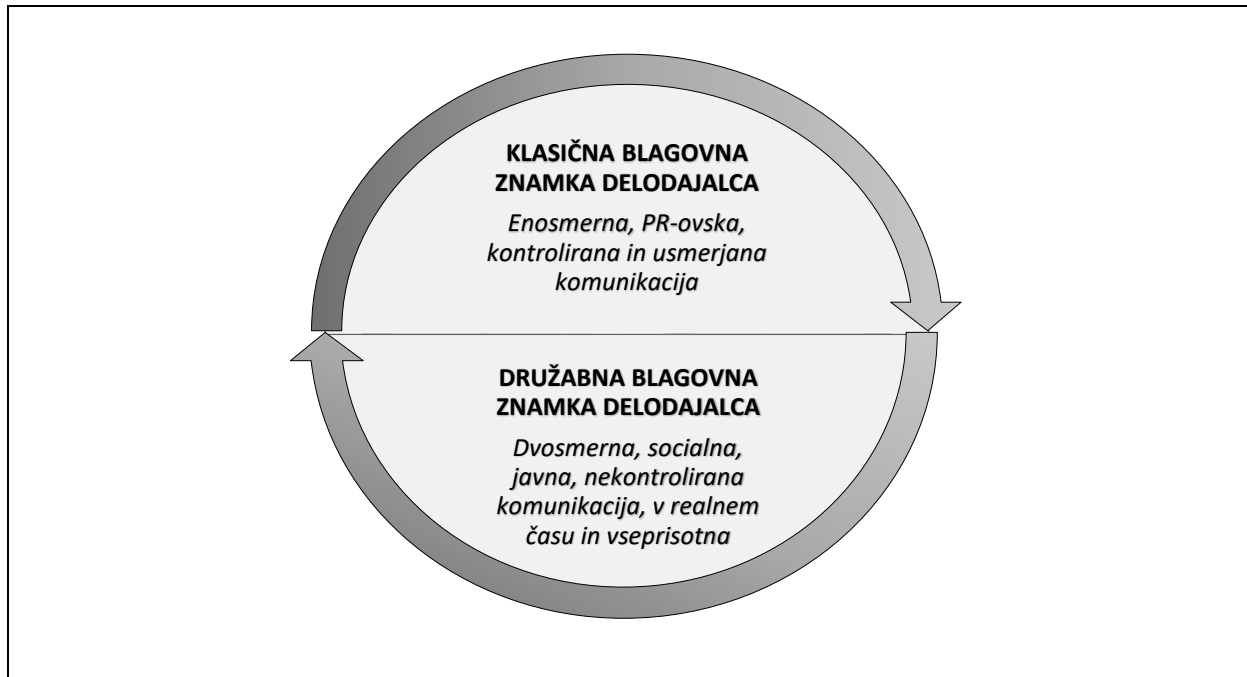 KLASIČNA BLAGOVNA
ZNAMKA DELODAJALCA
Enosmerna, PR-ovska,
kontrolirana in usmerjana
komunikacija
DRUŽABNA BLAGOVNA
ZNAMKA DELODAJALCA
Dvosmerna, socialna,
javna, nekontrolirana
komunikacija, v realnem
času in vseprisotna